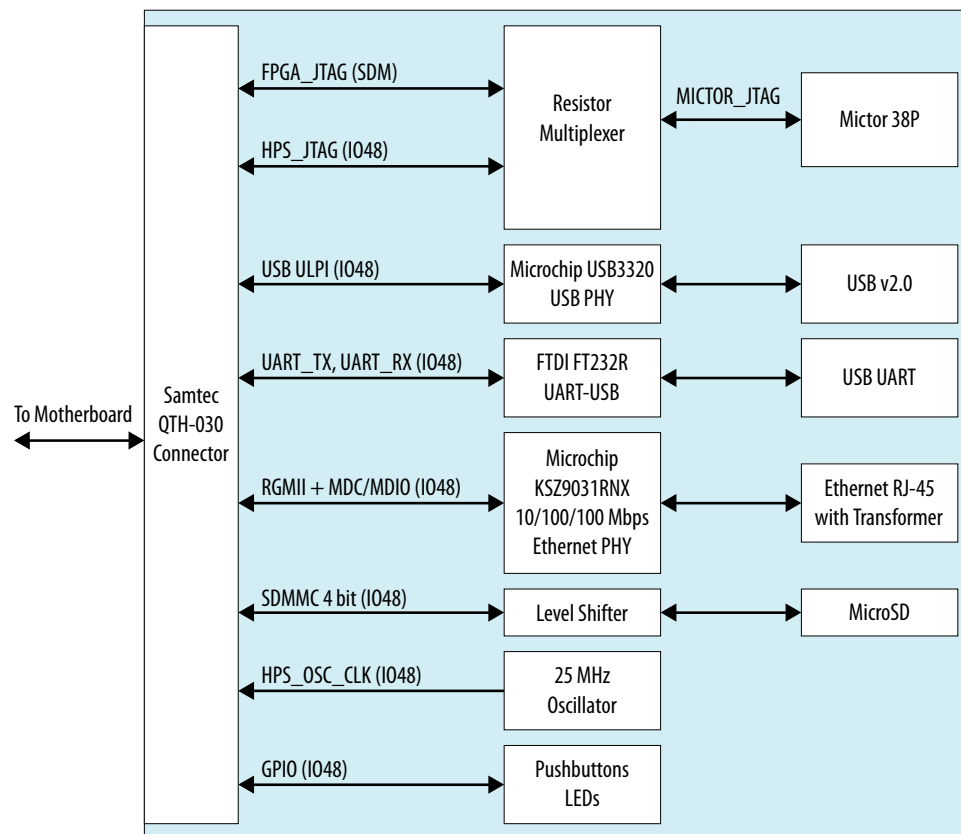 FPGA_JTAG (SDM)
HPS_JTAG (IO48)
Resistor
Multiplexer
MICTOR_JTAG
Mictor 38P
USB ULPI (IO48)
Microchip USB3320
USB PHY
USB v2.0
UART_TX, UART_RX (IO48)
FTDI FT232R
UART-USB
USB UART
To Motherboard
Samtec
QTH-030
Connector
RGMII + MDC/MDIO (IO48)
Microchip
KSZ9031RNX
10/100/100 Mbps
Ethernet PHY
Ethernet RJ-45
with Transformer
SDMMC 4 bit (IO48)
Level Shifter
MicroSD
HPS_OSC_CLK (IO48)
25 MHz
Oscillator
GPIO (IO48)
Pushbuttons
LEDs